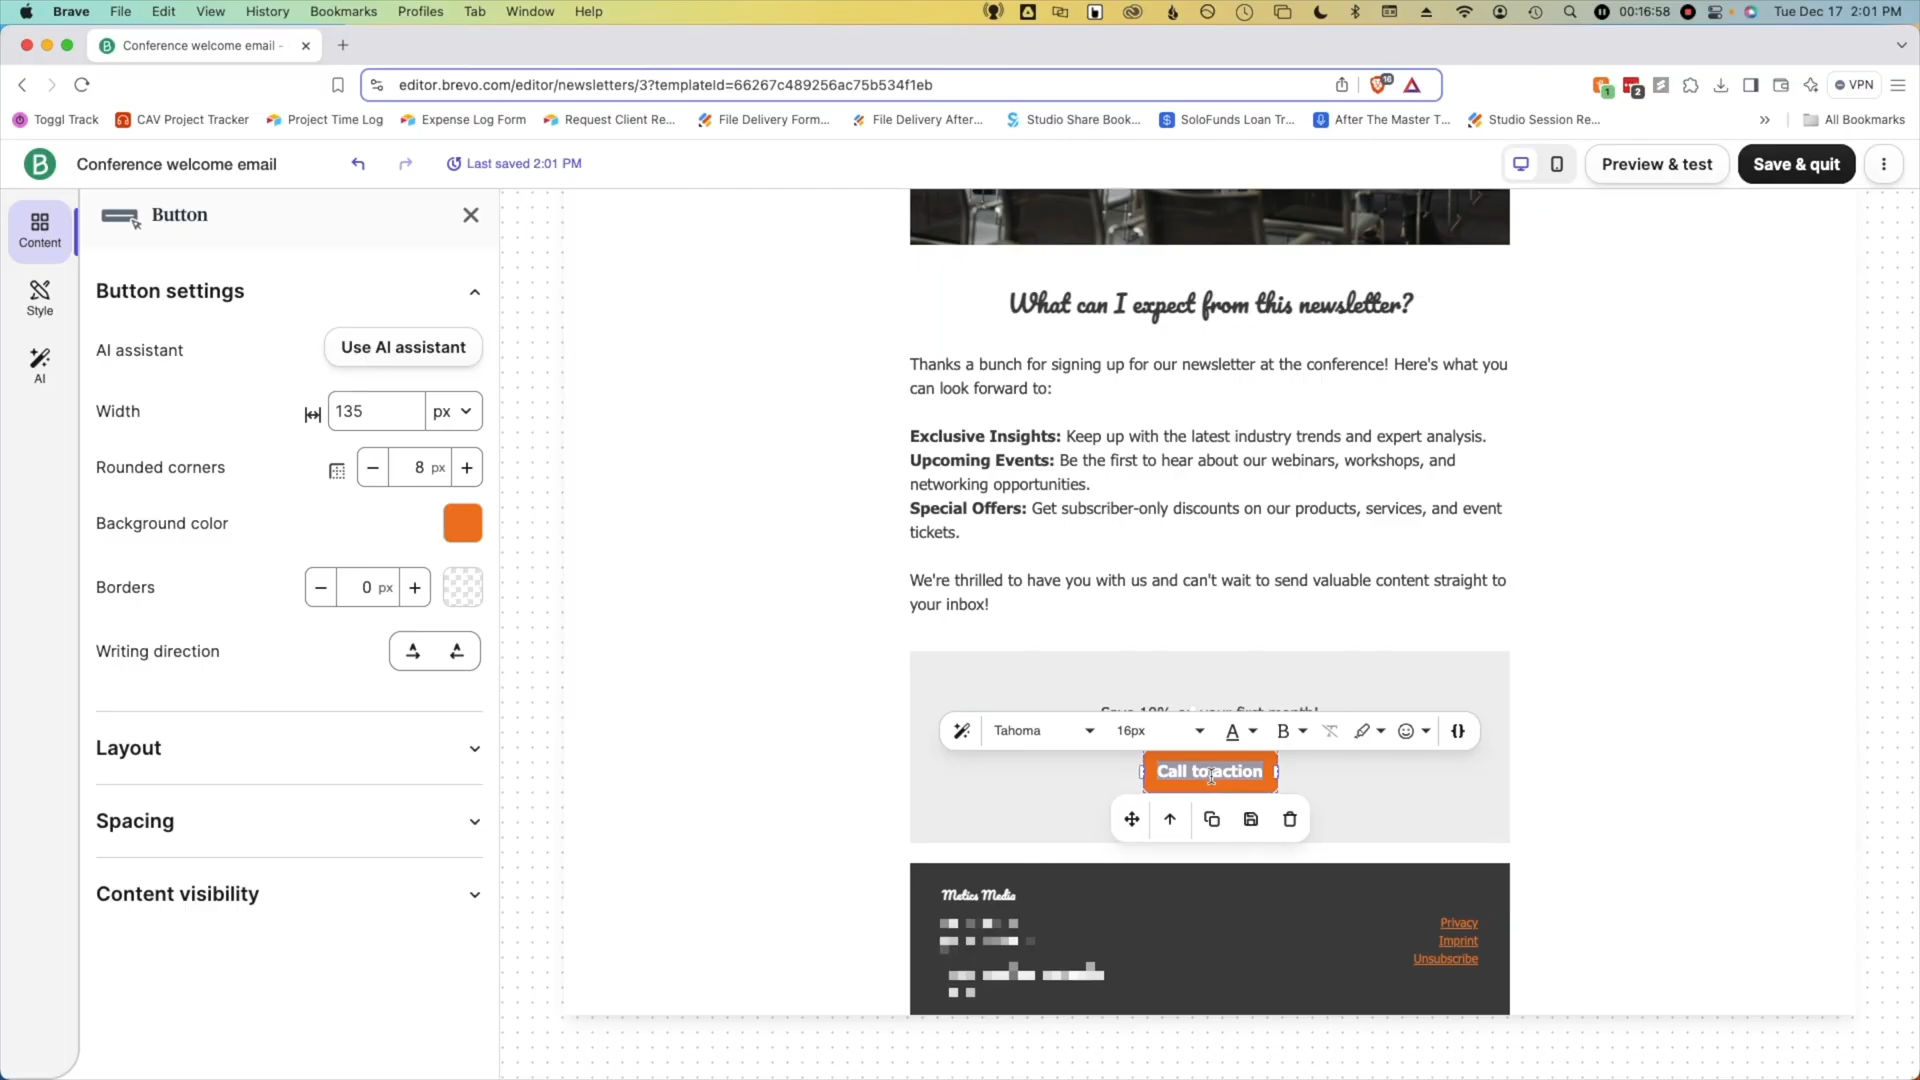 Brave File Edit View History Bookmarks Profiles Tab Window Help 00:16:58 Tue Dec 17 2:01 PM
Conference welcome email -
editor.brevo.com/editor/newsletters/3?templateId=66267c489256ac75b534f1eb 16 1 2 VPN
Toggl Track CAV Project Tracker Project Time Log Expense Log Form Request Client Re... File Delivery Form... File Delivery After... Studio Share Book... SoloFunds Loan Tr... After The Master T... Studio Session Re... All Bookmarks
B Conference welcome email Last saved 2:01 PM Preview & test Save & quit
Content
Style
AI
Button
Button settings
AI assistant Use AI assistant
Width 135 px
Rounded corners 8 px
Background color
Borders 0 px
Writing direction
Layout
Spacing
Content visibility
What can I expect from this newsletter?
Thanks a bunch for signing up for our newsletter at the conference! Here's what you
can look forward to:
Exclusive Insights: Keep up with the latest industry trends and expert analysis.
Upcoming Events: Be the first to hear about our webinars, workshops, and
networking opportunities.
Special Offers: Get subscriber-only discounts on our products, services, and event
tickets.
We're thrilled to have you with us and can't wait to send valuable content straight to
your inbox!
Save 10% on your first month!
Tahoma 16px A B
Call to action
Metics Media
Privacy
Imprint
Unsubscribe